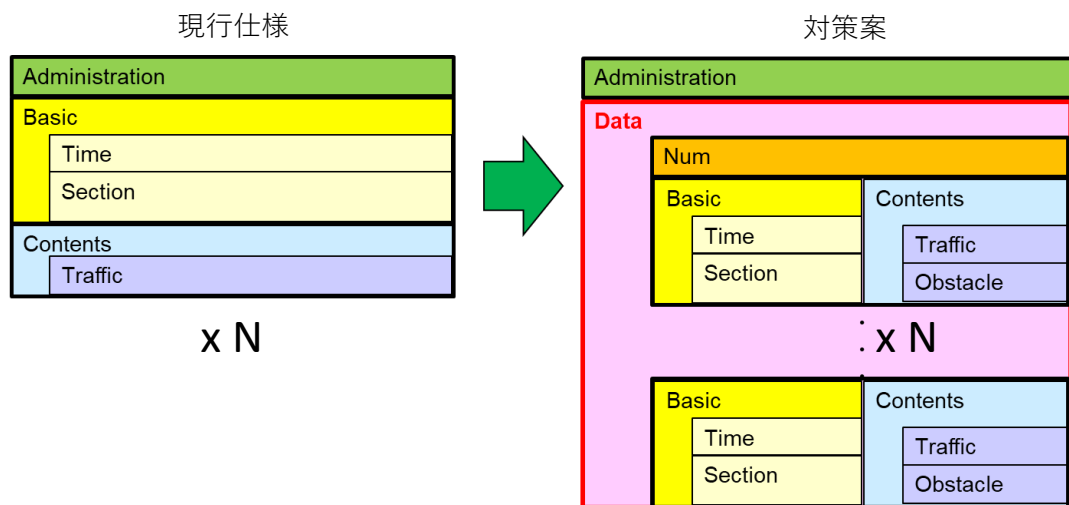 現行仕様
Administration
Basic
Time
Section
Contents
Traffic
x N
対策案
Administration
Data
Num
Basic
Time
Section
Contents
Traffic
Obstacle
x N
Basic
Time
Section
Contents
Traffic
Obstacle